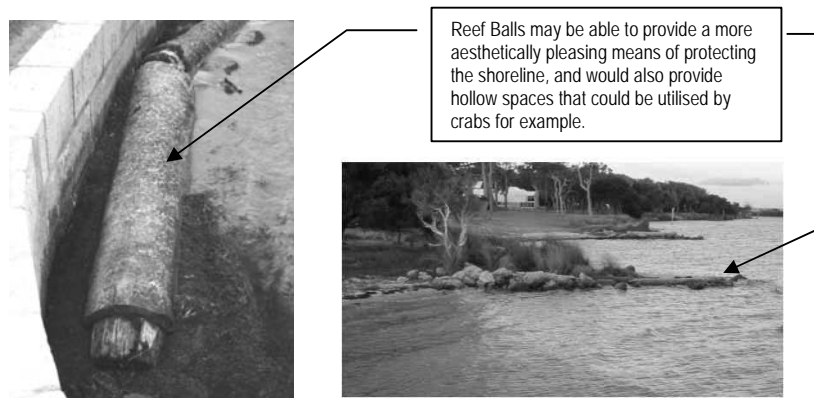 Reef Balls may be able to provide a more
aesthetically pleasing means of protecting
the shoreline, and would also provide
hollow spaces that could be utilised by
crabs for example.